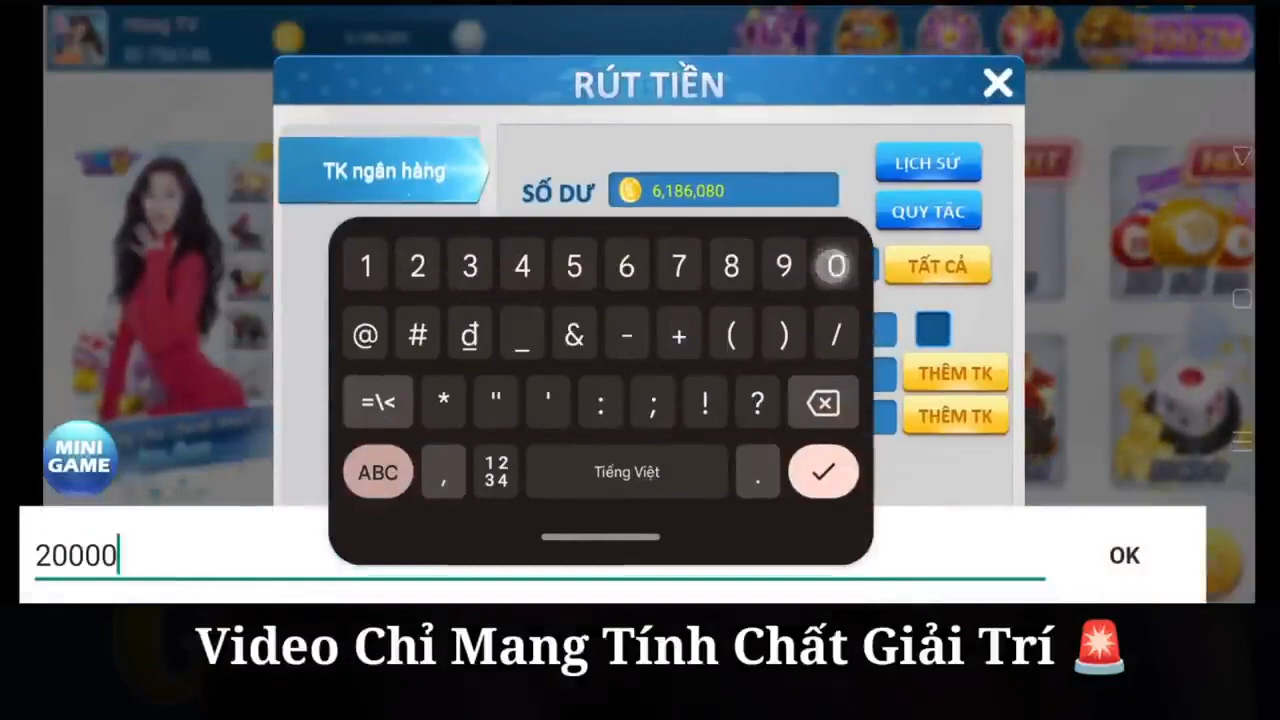 RÚT TIỀN
TK ngân hàng
SỐ DƯ
6,186,080
LỊCH SỬ
QUY TẮC
TẤT CẢ
THÊM TK
THÊM TK
MINI
GAME
1 2 3 4 5 6 7 8 9 0
@ # ₫ _ & - + ( ) /
=\< * " ' : ; ! ?
ABC , 12 34 Tiếng Việt .
20000
OK
Video Chỉ Mang Tính Chất Giải Trí 🚨